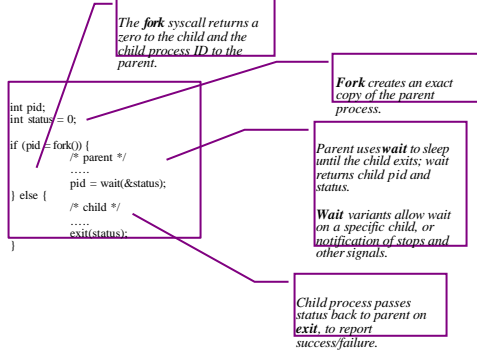 The fork syscall returns a
zero to the child and the
child process ID to the
parent.
Fork creates an exact
copy of the parent
process.
int pid;
int status = 0;
if (pid = fork()) {
/* parent */
.....
pid = wait(&status);
} else {
/* child */
.....
exit(status);
}
Parent uses wait to sleep
until the child exits; wait
returns child pid and
status.
Wait variants allow wait
on a specific child, or
notification of stops and
other signals.
Child process passes
status back to parent on
exit, to report
success/failure.